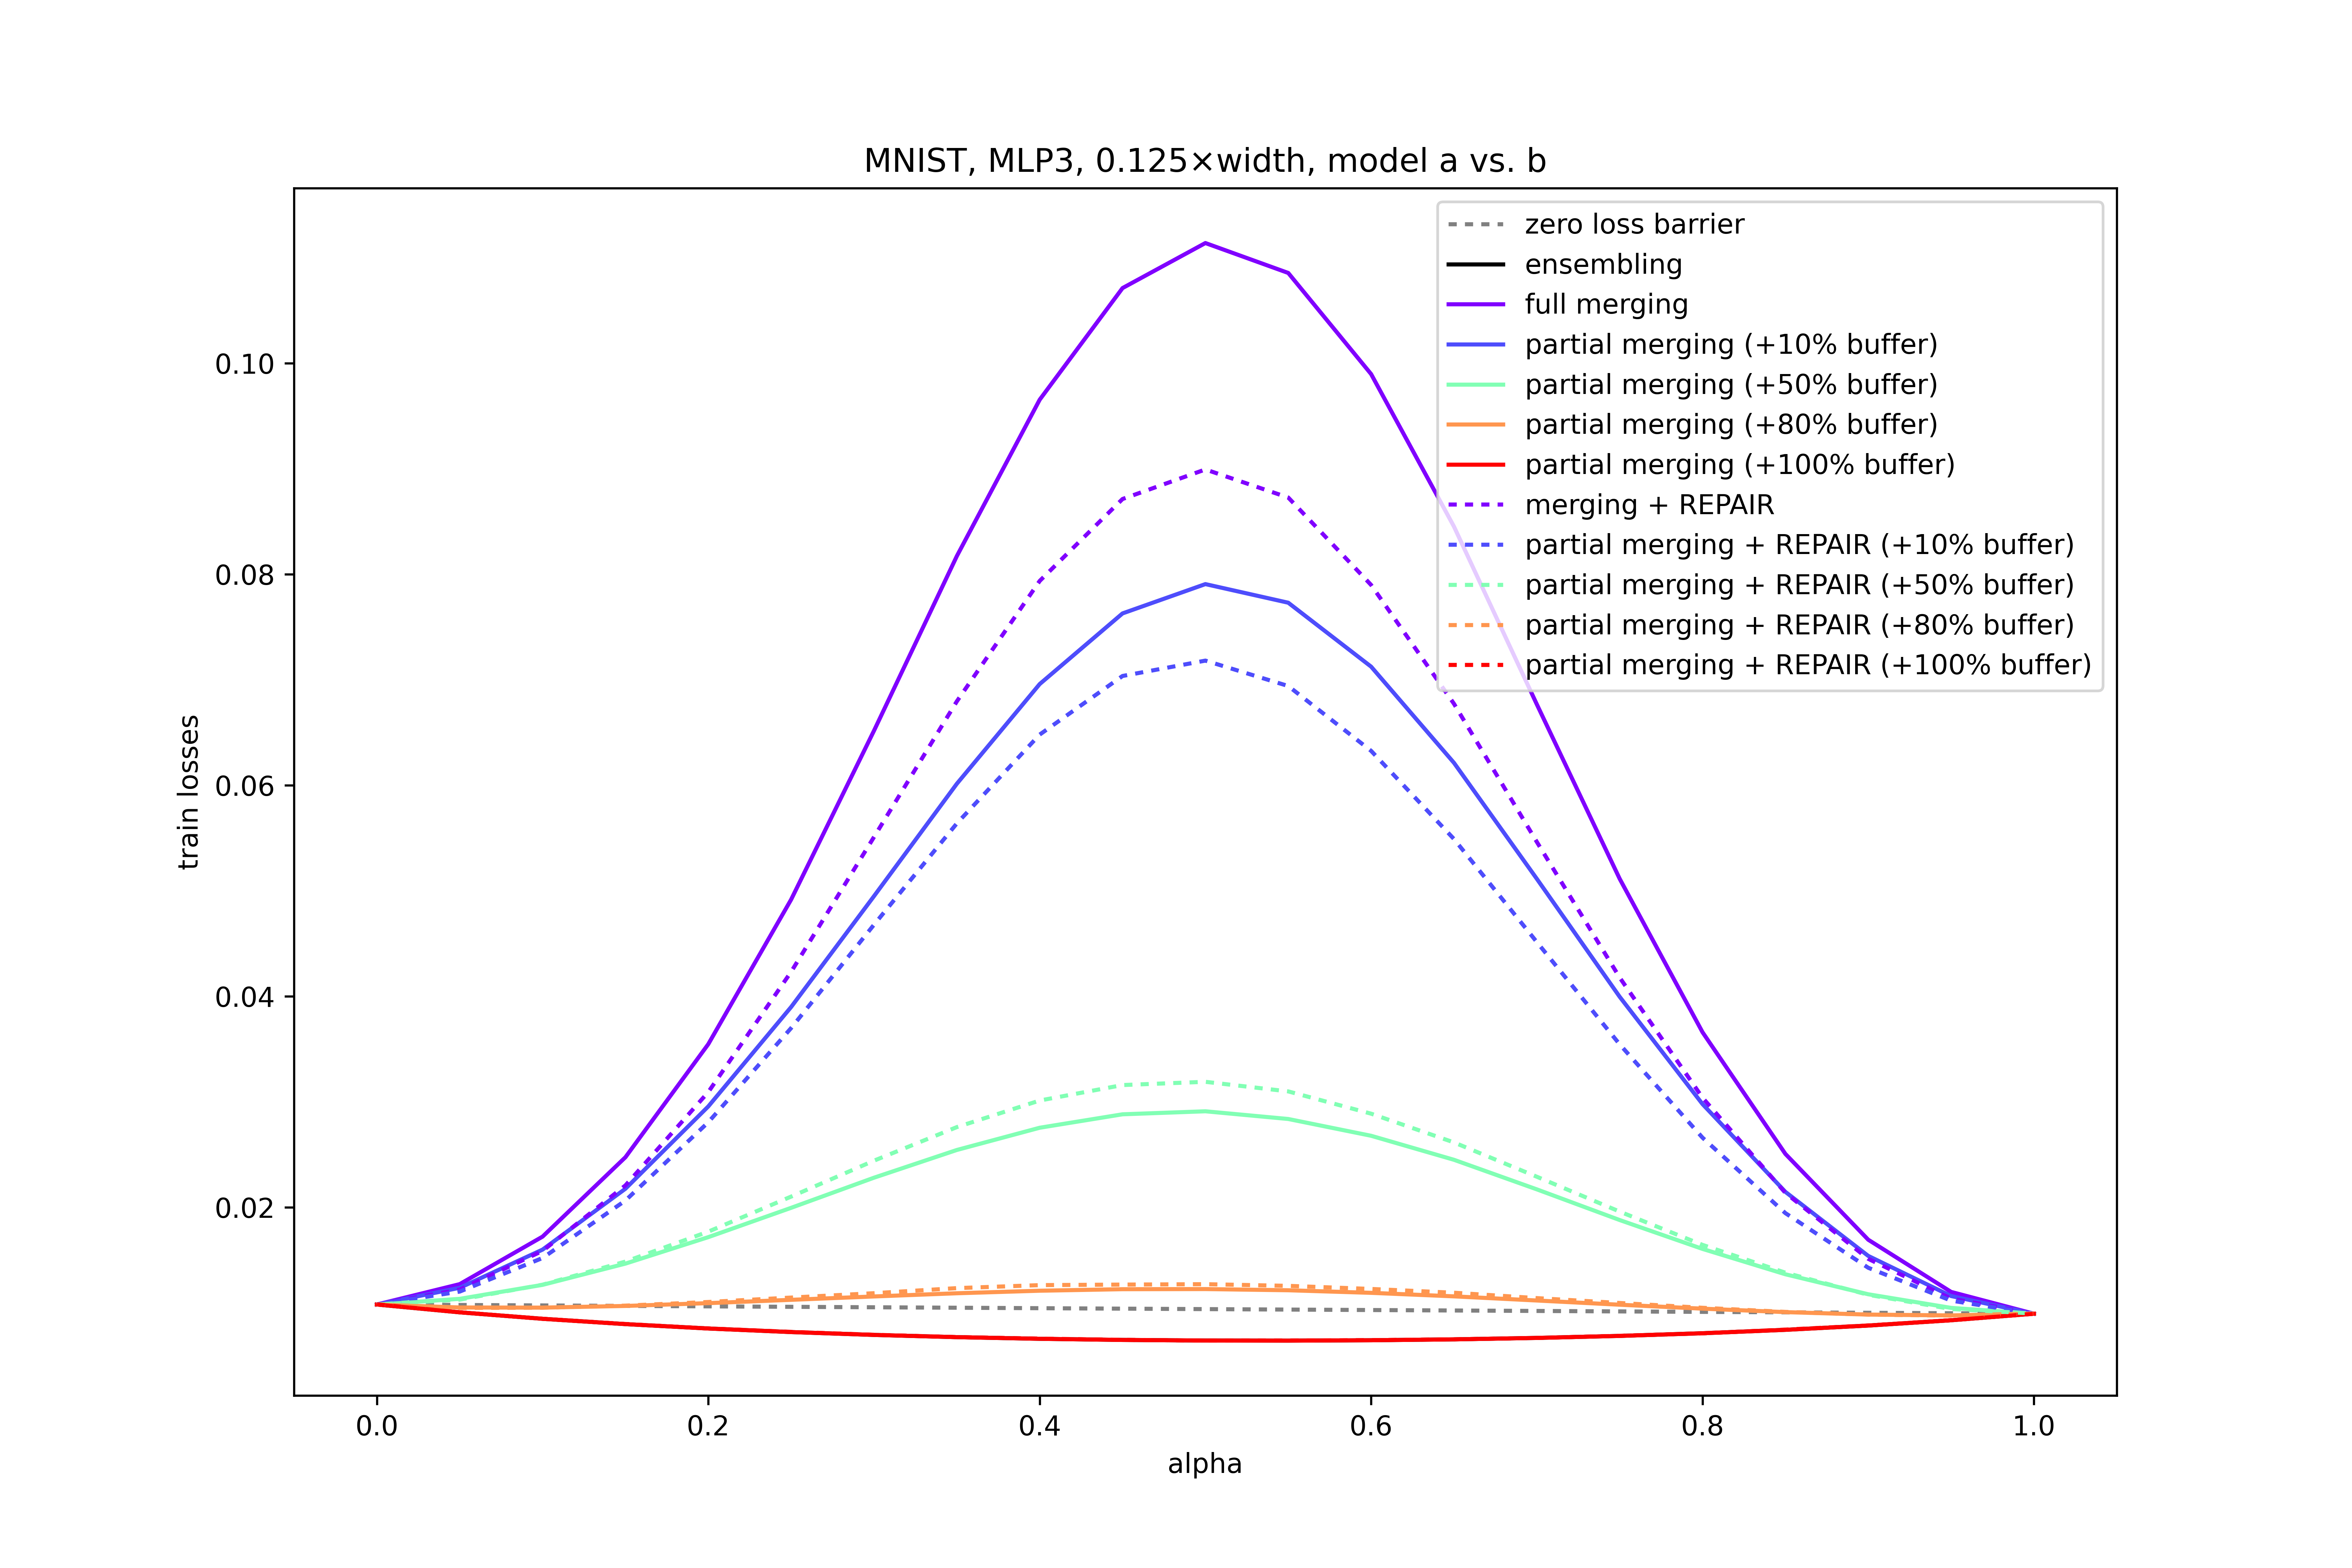 MNIST, MLP3, 0.125×width, model a vs. b
zero loss barrier
ensembling
full merging
partial merging (+10% buffer)
partial merging (+50% buffer)
partial merging (+80% buffer)
partial merging (+100% buffer)
merging + REPAIR
partial merging + REPAIR (+10% buffer)
partial merging + REPAIR (+50% buffer)
partial merging + REPAIR (+80% buffer)
partial merging + REPAIR (+100% buffer)
train losses
0.10
0.08
0.06
0.04
0.02
0.0 0.2 0.4 0.6 0.8 1.0
alpha